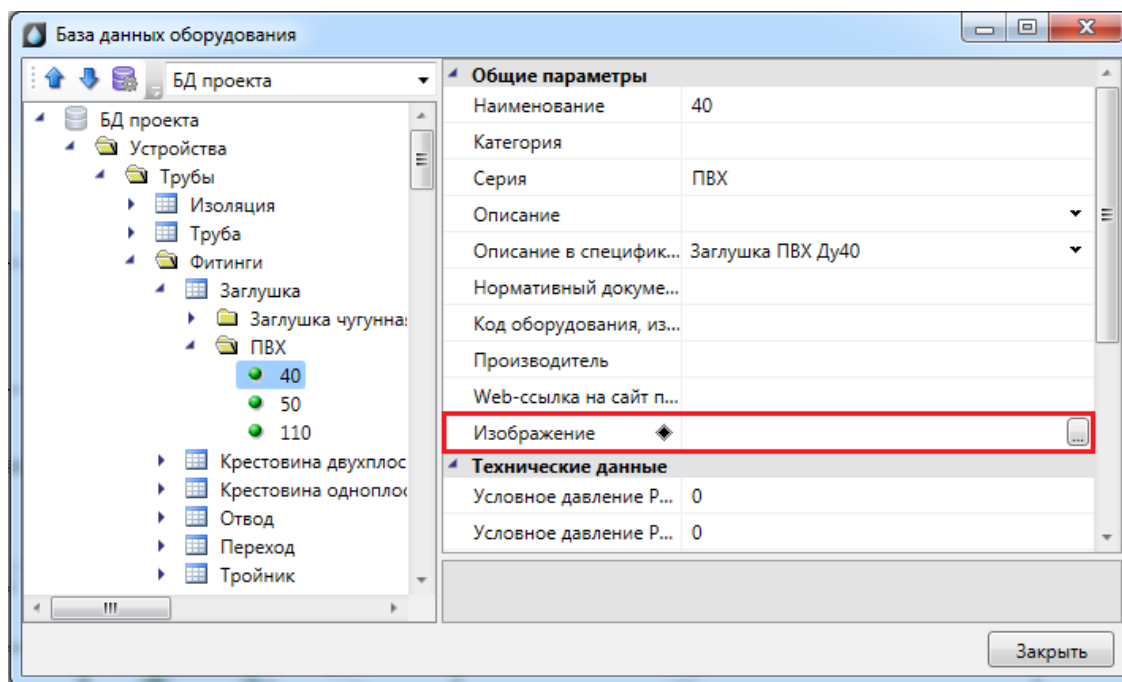 База данных оборудования
БД проекта
БД проекта
Устройства
Трубы
Изоляция
Труба
Фитинги
Заглушка
Заглушка чугунна
ПВХ
40
50
110
Крестовина двухплос
Крестовина одноплос
Отвод
Переход
Тройник
Общие параметры
Наименование 40
Категория
Серия ПВХ
Описание
Описание в специфик... Заглушка ПВХ Ду40
Нормативный докуме...
Код оборудования, из...
Производитель
Web-ссылка на сайт п...
Изображение ...
Технические данные
Условное давление Р... 0
Условное давление Р... 0
Закрыть